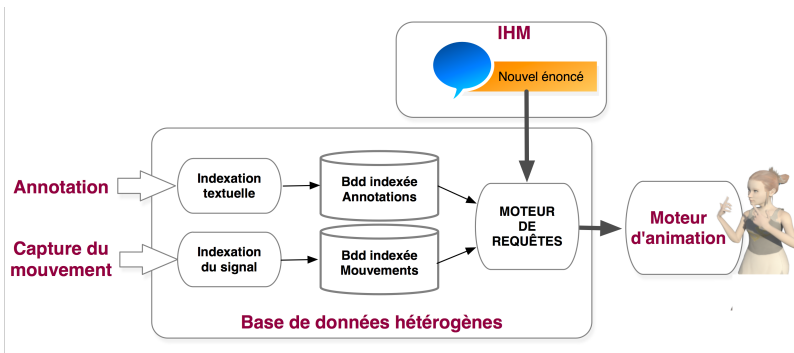 IHM
Nouvel énoncé
Annotation
Indexation
textuelle
Bdd indexée
Annotations
Capture du
mouvement
Indexation
du signal
Bdd indexée
Mouvements
MOTEUR
DE
REQUÊTES
Moteur
d'animation
Base de données hétérogènes